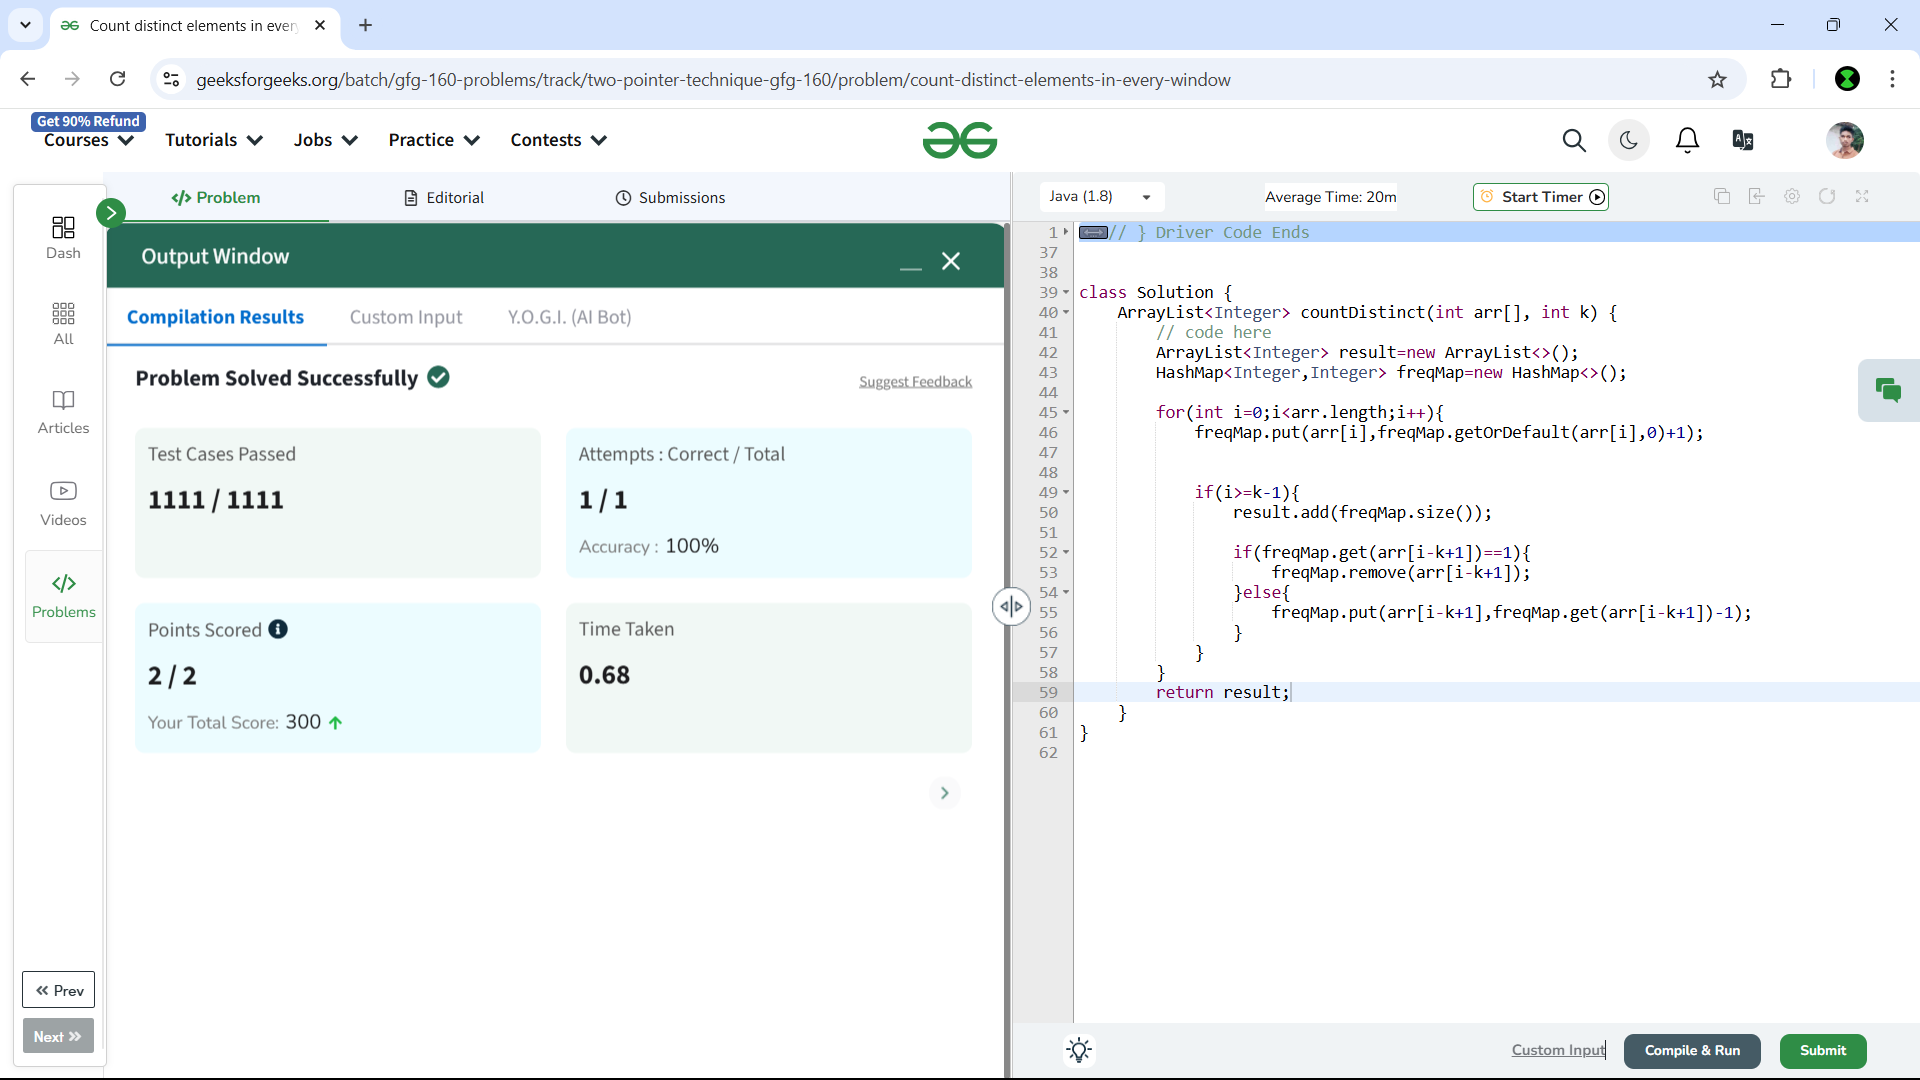 Count distinct elements in ever
geeksforgeeks.org/batch/gfg-160-problems/track/two-pointer-technique-gfg-160/problem/count-distinct-elements-in-every-window
Get 90% Refund
Courses Tutorials Jobs Practice Contests
Dash
All
Articles
Videos
Problems
Prev
Next
Problem Editorial Submissions
Output Window
Compilation Results Custom Input Y.O.G.I. (AI Bot)
Problem Solved Successfully
Suggest Feedback
Test Cases Passed
1111 / 1111
Attempts : Correct / Total
1 / 1
Accuracy : 100%
Points Scored
2 / 2
Your Total Score: 300
Time Taken
0.68
Java (1.8)
Average Time: 20m
Start Timer
1 // } Driver Code Ends
37
38
39 class Solution {
40 ArrayList<Integer> countDistinct(int arr[], int k) {
41 // code here
42 ArrayList<Integer> result=new ArrayList<>();
43 HashMap<Integer,Integer> freqMap=new HashMap<>();
44
45 for(int i=0;i<arr.length;i++){
46 freqMap.put(arr[i],freqMap.getOrDefault(arr[i],0)+1);
47
48
49 if(i>=k-1){
50 result.add(freqMap.size());
51
52 if(freqMap.get(arr[i-k+1])==1){
53 freqMap.remove(arr[i-k+1]);
54 }else{
55 freqMap.put(arr[i-k+1],freqMap.get(arr[i-k+1])-1);
56 }
57 }
58 }
59 return result;
60 }
61 }
62
Custom Input
Compile & Run
Submit